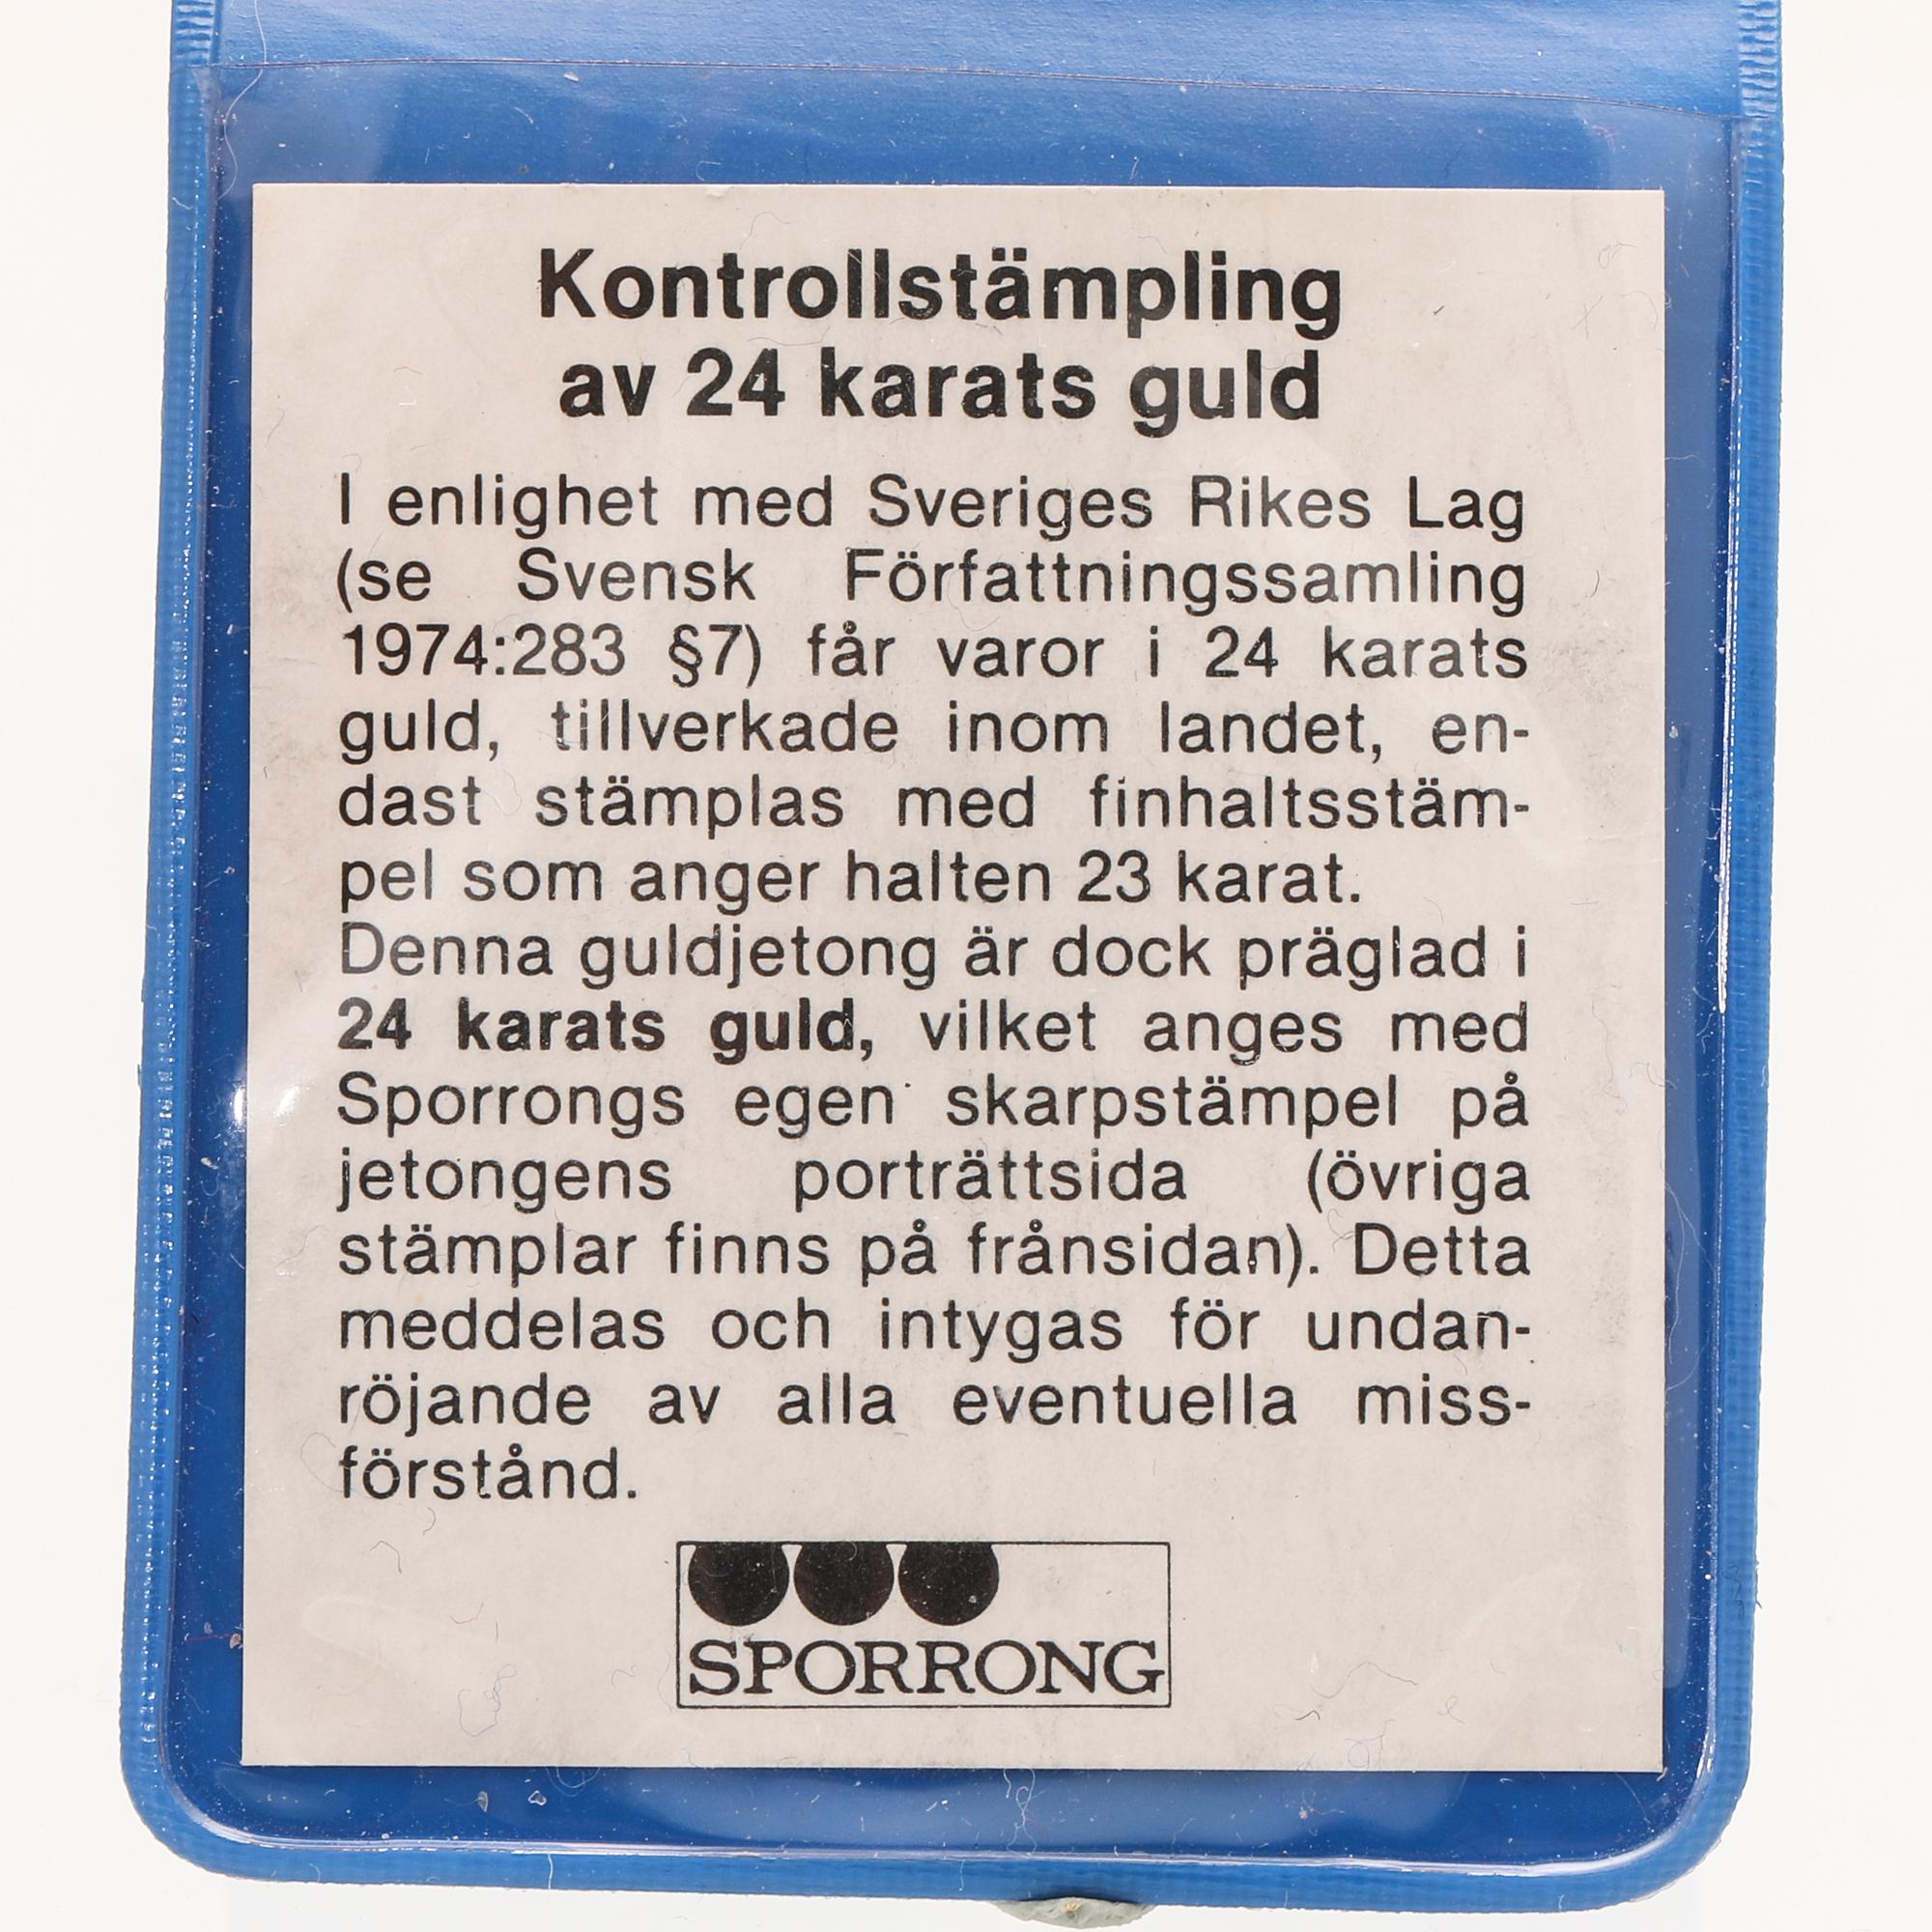 Kontrollstämpling
av 24 karats guld
I enlighet med Sveriges Rikes Lag
(se Svensk Författningssamling
1974:283 §7) får varor i 24 karats
guld, tillverkade inom landet, en-
dast stämplas med finhaltsstäm-
pel som anger halten 23 karat.
Denna guldjetong är dock präglad i
24 karats guld, vilket anges med
Sporrongs egen skarpstämpel på
jetongens porträttsida (övriga
stämplar finns på frånsidan). Detta
meddelas och intygas för undan-
röjande av alla eventuella miss-
förstånd.
SPORRONG